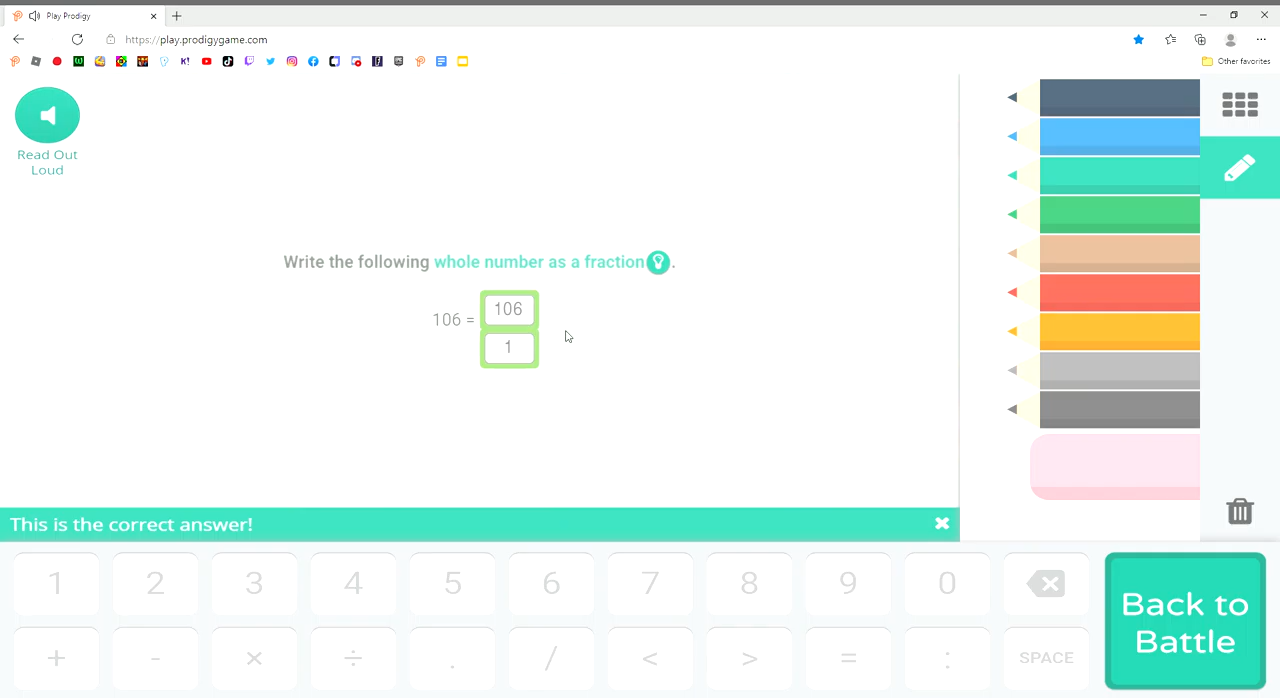 Play Prodigy
https://play.prodigygame.com
K!
Other favorites
Read Out
Loud
Write the following whole number as a fraction.
106 =
106
1
This is the correct answer!
1 2 3 4 5 6 7 8 9 0
+ - × ÷ . / < > = : SPACE
Back to
Battle